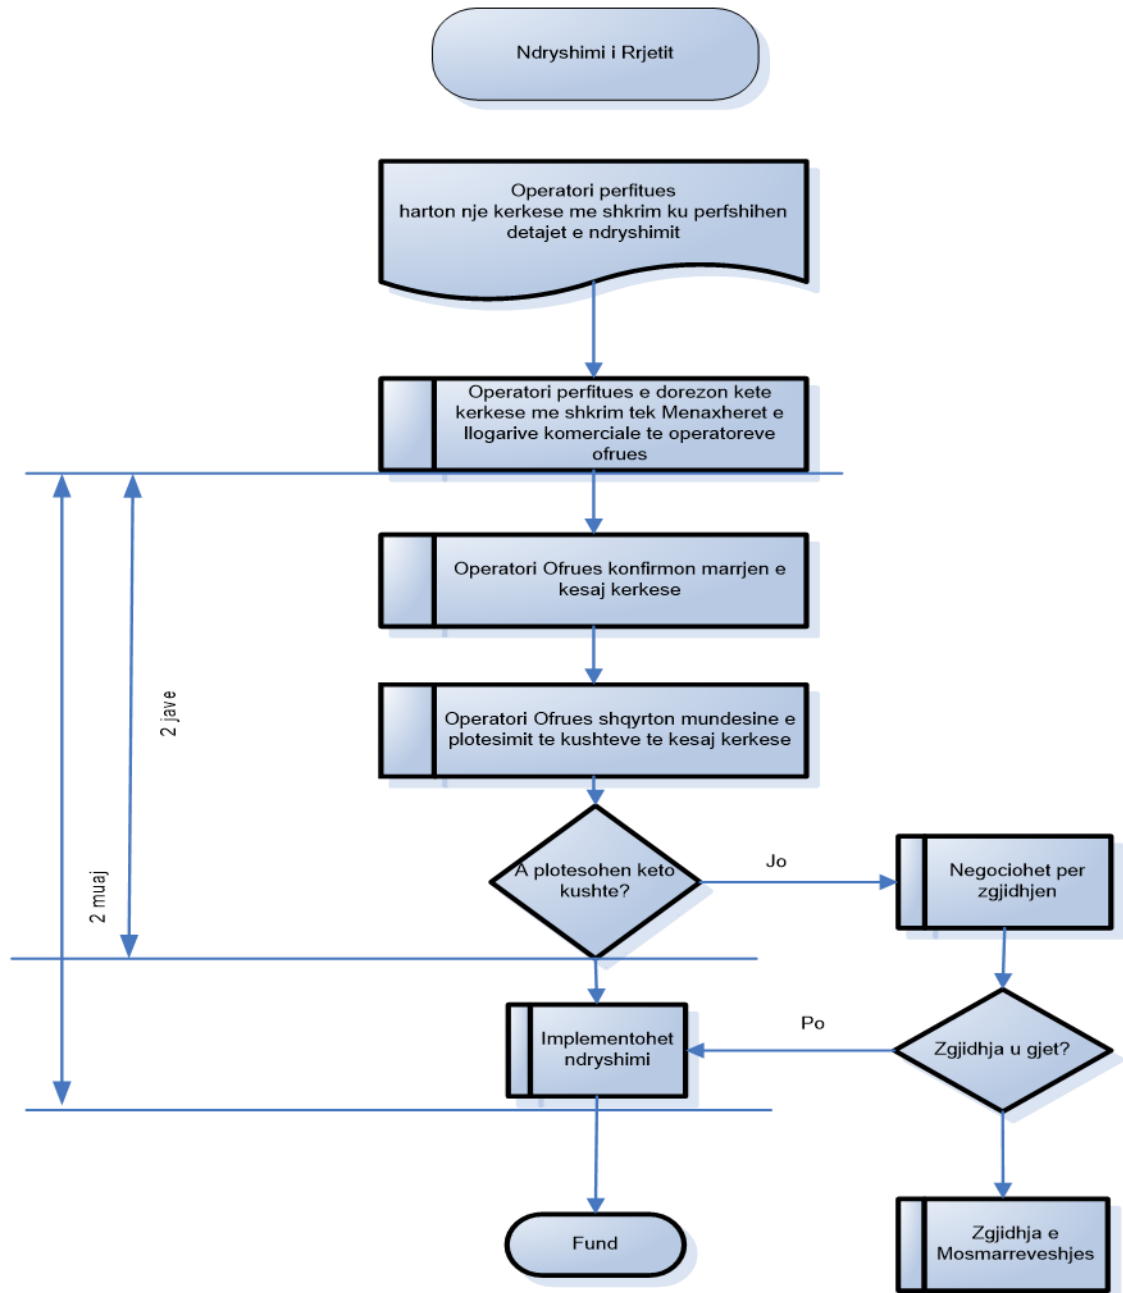 Ndryshimi i Rrjetit
Operatori perfitues
harton nje kerkese me shkrim ku perfshihen
detajet e ndryshimit
Operatori perfitues e dorezon kete
kerkese me shkrim tek Menaxheret e
llogarive komerciale te operatoreve
ofrues
Operatori Ofrues konfirmon marrjen e
kesaj kerkese
2 jave
Operatori Ofrues shqyrton mundesine e
plotesimit te kushteve te kesaj kerkese
2 muaj
A plotesohen keto
kushte?
Jo
Negociohet per
zgjidhjen
Implementohet
ndryshimi
Po
Zgjidhja u gjet?
Fund
Zgjidhja e
Mosmarreveshjes